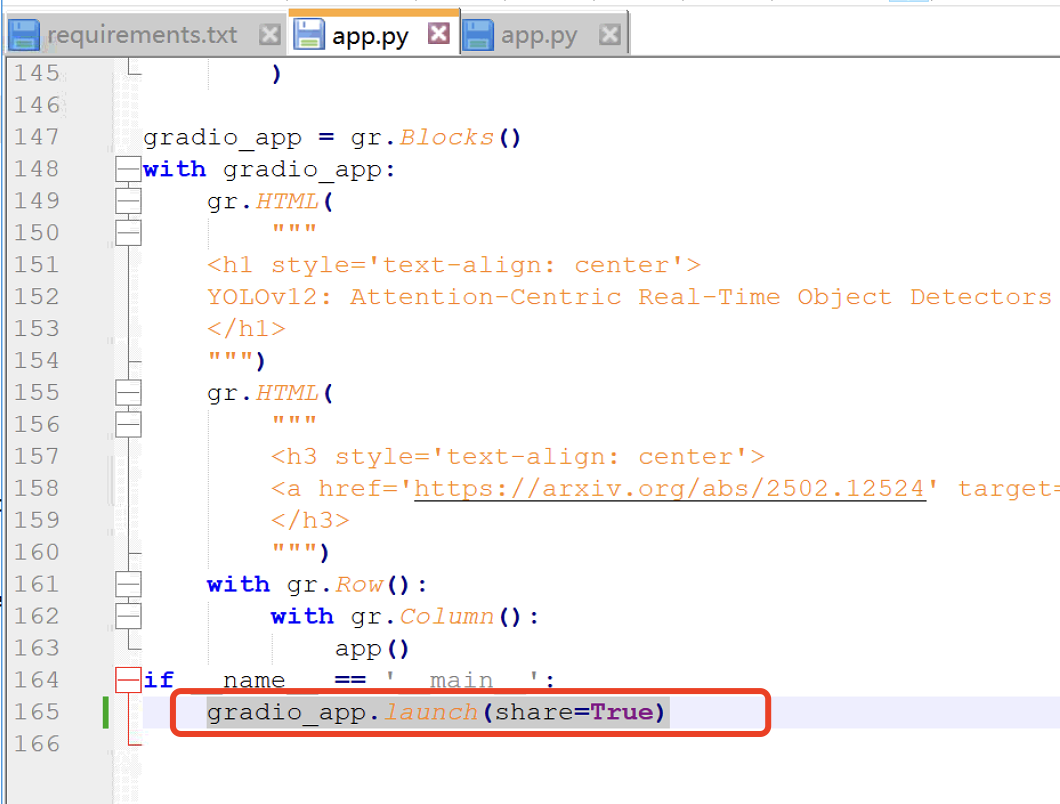 requirements.txt app.py app.py
145 )
146
147 gradio_app = gr.Blocks()
148 with gradio_app:
149 gr.HTML(
150 """
151 <h1 style='text-align: center'>
152 YOLOv12: Attention-Centric Real-Time Object Detectors
153 </h1>
154 """)
155 gr.HTML(
156 """
157 <h3 style='text-align: center'>
158 <a href='https://arxiv.org/abs/2502.12524' target=
159 </h3>
160 """)
161 with gr.Row():
162 with gr.Column():
163 app()
164 if __name__ == '__main__':
165 gradio_app.launch(share=True)
166